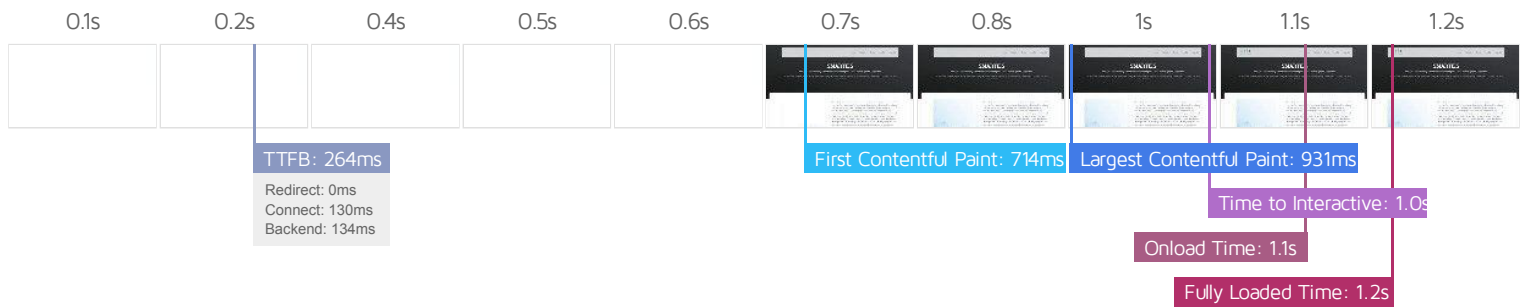 0.1s
0.2s
0.4s
0.5s
0.6s
0.7s
0.8s
1s
1.1s
1.2s
TTFB: 264ms
Redirect: 0ms
Connect: 130ms
Backend: 134ms
First Contentful Paint: 714ms
Largest Contentful Paint: 931ms
Time to Interactive: 1.0s
Onload Time: 1.1s
Fully Loaded Time: 1.2s